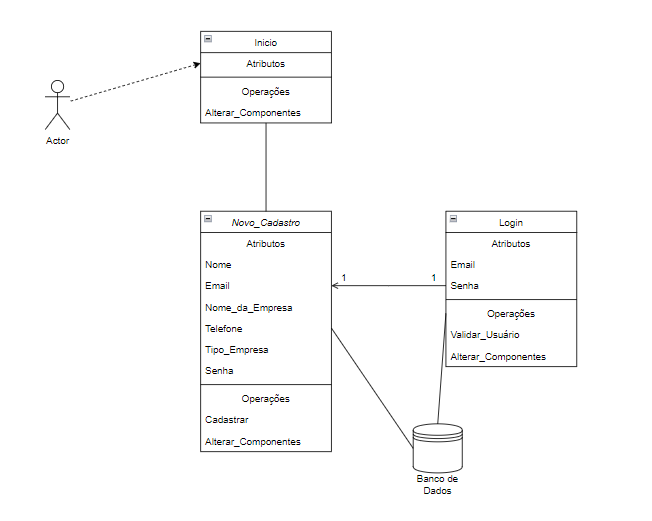 Inicio
Atributos
Operações
Alterar_Componentes
Actor
Novo_Cadastro
Atributos
Nome
Email
Nome_da_Empresa
Telefone
Tipo_Empresa
Senha
Operações
Cadastrar
Alterar_Componentes
1
1
Login
Atributos
Email
Senha
Operações
Validar_Usuário
Alterar_Componentes
Banco de
Dados